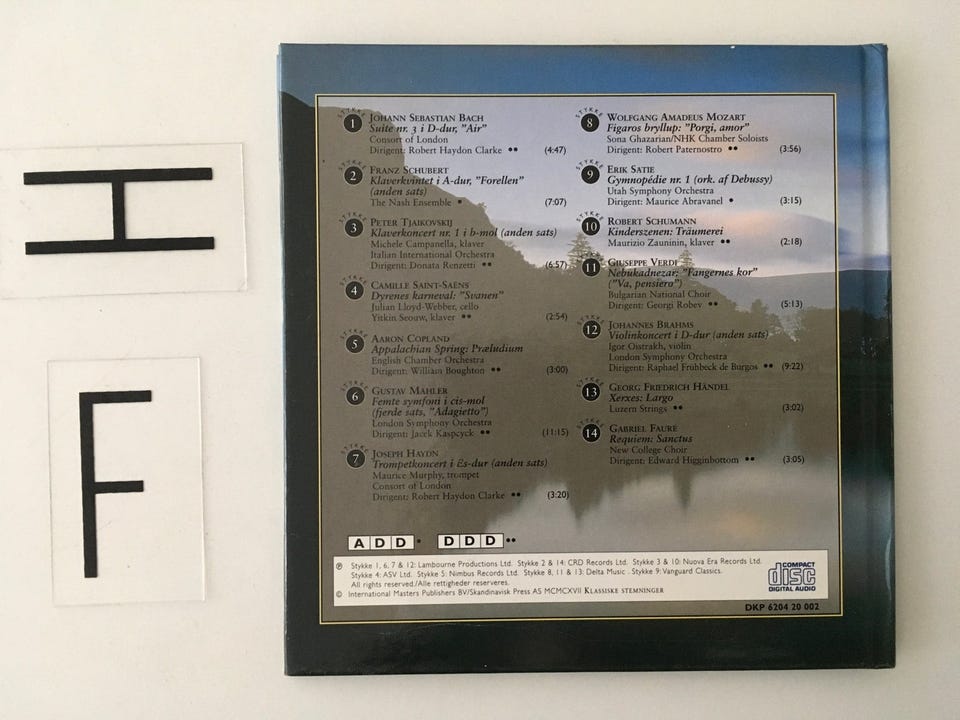 H
F
STYKKE
1
JOHANN SEBASTIAN BACH
Suite nr. 3 i D-dur, "Air"
Consort of London
Dirigent: Robert Haydon Clarke •• (4:47)
STYKKE
2
FRANZ SCHUBERT
Klaverkvintet i A-dur, "Forellen"
(anden sats)
The Nash Ensemble • (7:07)
STYKKE
3
PETER TJAIKOVSKIJ
Klaverkoncert nr. 1 i b-mol (anden sats)
Michele Campanella, klaver
Italian International Orchestra
Dirigent: Donata Renzetti •• (6:57)
STYKKE
4
CAMILLE SAINT-SAËNS
Dyrenes karneval: "Svanen"
Julian Lloyd-Webber, cello
Yitkin Seouw, klaver •• (2:54)
STYKKE
5
AARON COPLAND
Appalachian Spring: Præludium
English Chamber Orchestra
Dirigent: William Boughton •• (3:00)
STYKKE
6
GUSTAV MAHLER
Femte symfoni i cis-mol
(fjerde sats, "Adagietto")
London Symphony Orchestra
Dirigent: Jacek Kaspcyck •• (11:15)
STYKKE
7
JOSEPH HAYDN
Trompetkoncert i Es-dur (anden sats)
Maurice Murphy, trompet
Consort of London
Dirigent: Robert Haydon Clarke •• (3:20)
STYKKE
8
WOLFGANG AMADEUS MOZART
Figaros bryllup: "Porgi, amor"
Sona Ghazarian/NHK Chamber Soloists
Dirigent: Robert Paternostro •• (3:56)
STYKKE
9
ERIK SATIE
Gymnopédie nr. 1 (ork. af Debussy)
Utah Symphony Orchestra
Dirigent: Maurice Abravanel • (3:15)
STYKKE
10
ROBERT SCHUMANN
Kinderszenen: Träumerei
Maurizio Zauninin, klaver •• (2:18)
STYKKE
11
GIUSEPPE VERDI
Nebukadnezar: "Fangernes kor"
("Va, pensiero")
Bulgarian National Choir
Dirigent: Georgi Robev •• (5:13)
STYKKE
12
JOHANNES BRAHMS
Violinkoncert i D-dur (anden sats)
Igor Oistrakh, violin
London Symphony Orchestra
Dirigent: Raphael Frühbeck de Burgos •• (9:22)
STYKKE
13
GEORG FRIEDRICH HÄNDEL
Xerxes: Largo
Luzern Strings •• (3:02)
STYKKE
14
GABRIEL FAURÉ
Requiem: Sanctus
New College Choir
Dirigent: Edward Higginbottom •• (3:05)
ADD • DDD ••
℗ Stykke 1, 6, 7 & 12: Lambourne Productions Ltd. Stykke 2 & 14: CRD Records Ltd. Stykke 3 & 10: Nuova Era Records Ltd.
Stykke 4: ASV Ltd. Stykke 5: Nimbus Records Ltd. Stykke 8, 11 & 13: Delta Music . Stykke 9: Vanguard Classics.
All rights reserved./Alle rettigheder reserveres.
© International Masters Publishers BV/Skandinavisk Press AS MCMCXVII KLASSISKE STEMNINGER
COMPACT
disc
DIGITAL AUDIO
DKP 6204 20 002